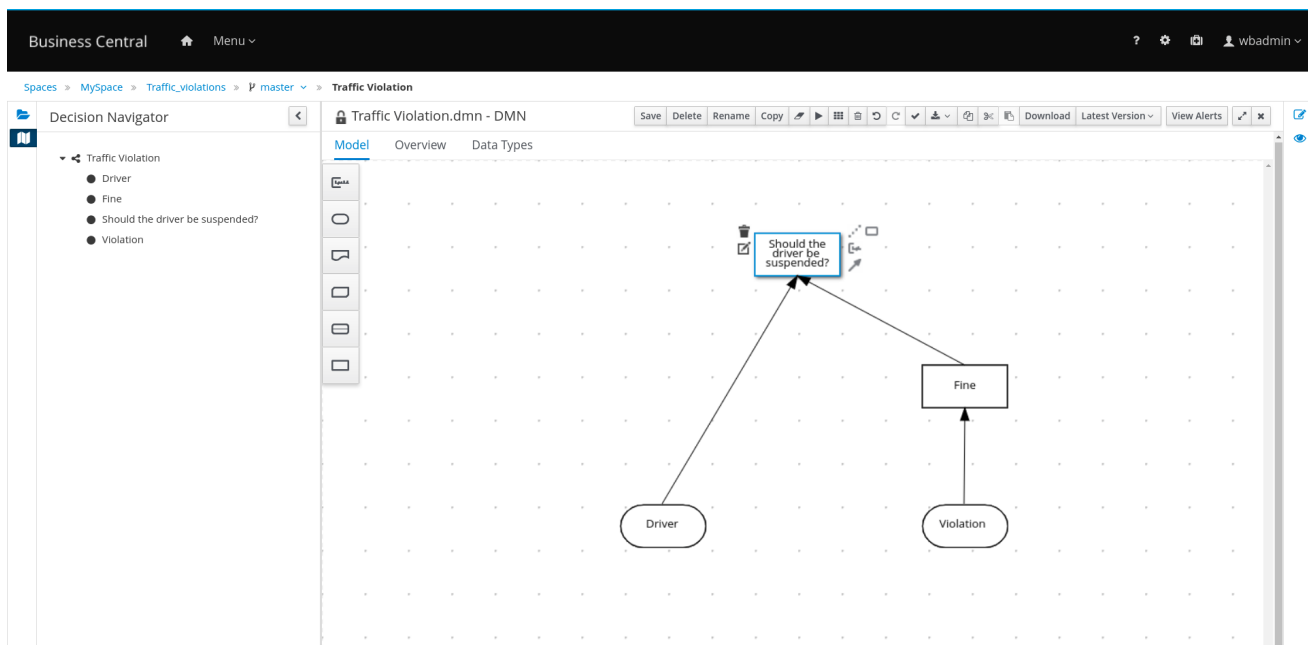 Business Central Menu ? wbadmin
Spaces » MySpace » Traffic_violations » master » Traffic Violation
Decision Navigator
Traffic Violation
Driver
Fine
Should the driver be suspended?
Violation
Traffic Violation.dmn - DMN
Save Delete Rename Copy Download Latest Version View Alerts
Model Overview Data Types
Should the
driver be
suspended?
Fine
Driver
Violation